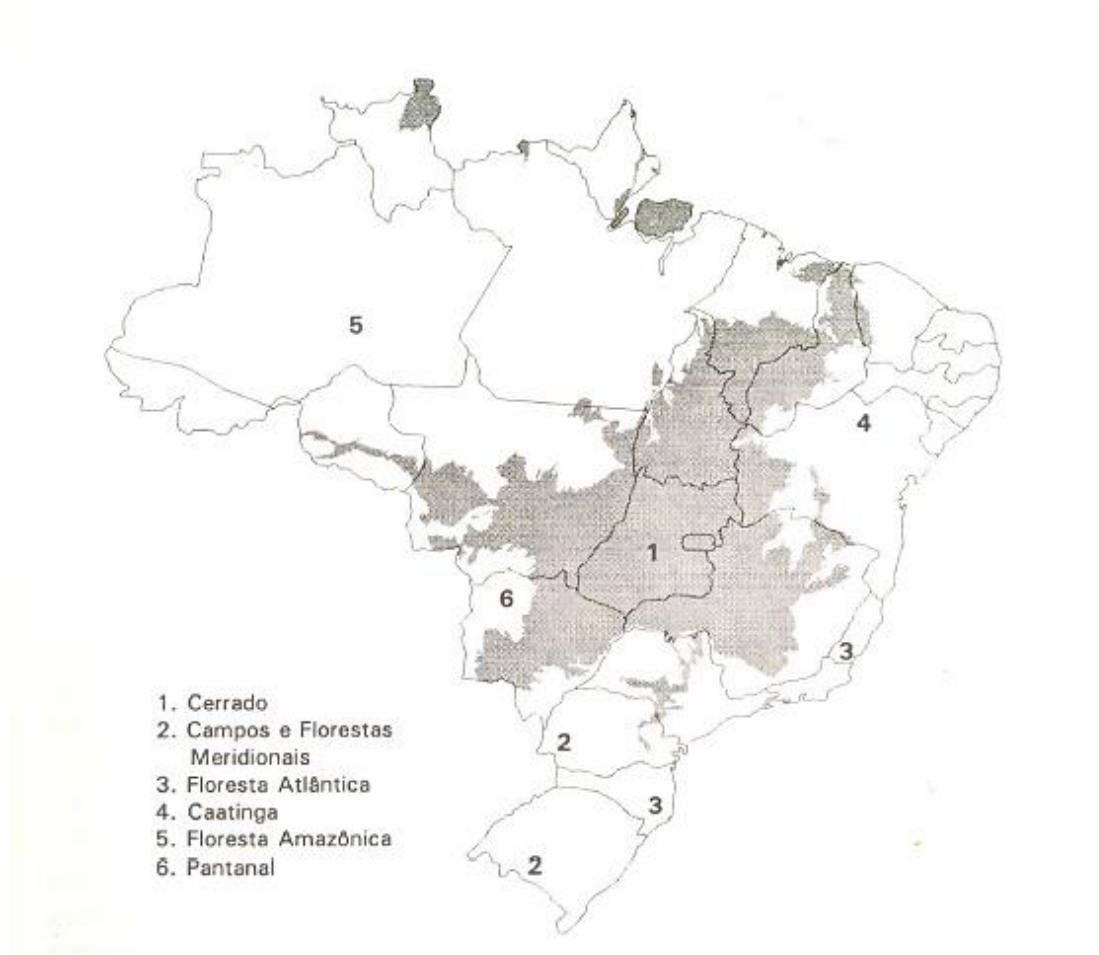 5
4
1
6
3
2
3
2
1. Cerrado
2. Campos e Florestas
Meridionais
3. Floresta Atlântica
4. Caatinga
5. Floresta Amazônica
6. Pantanal